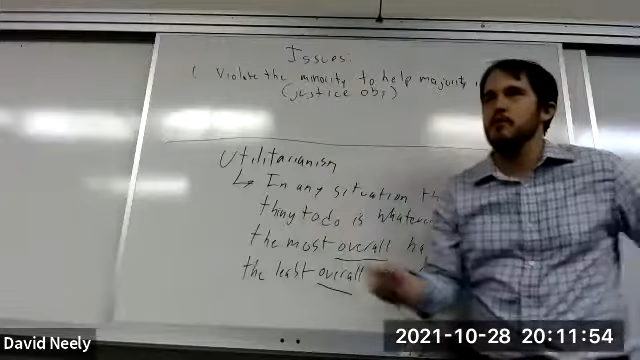 Issues:
( Violate the minority to help majority
(justice obj)
Utilitarianism
↳ In any situation th
thing to do is whatever
the most overall ha
the least overall
David Neely
2021-10-28 20:11:54